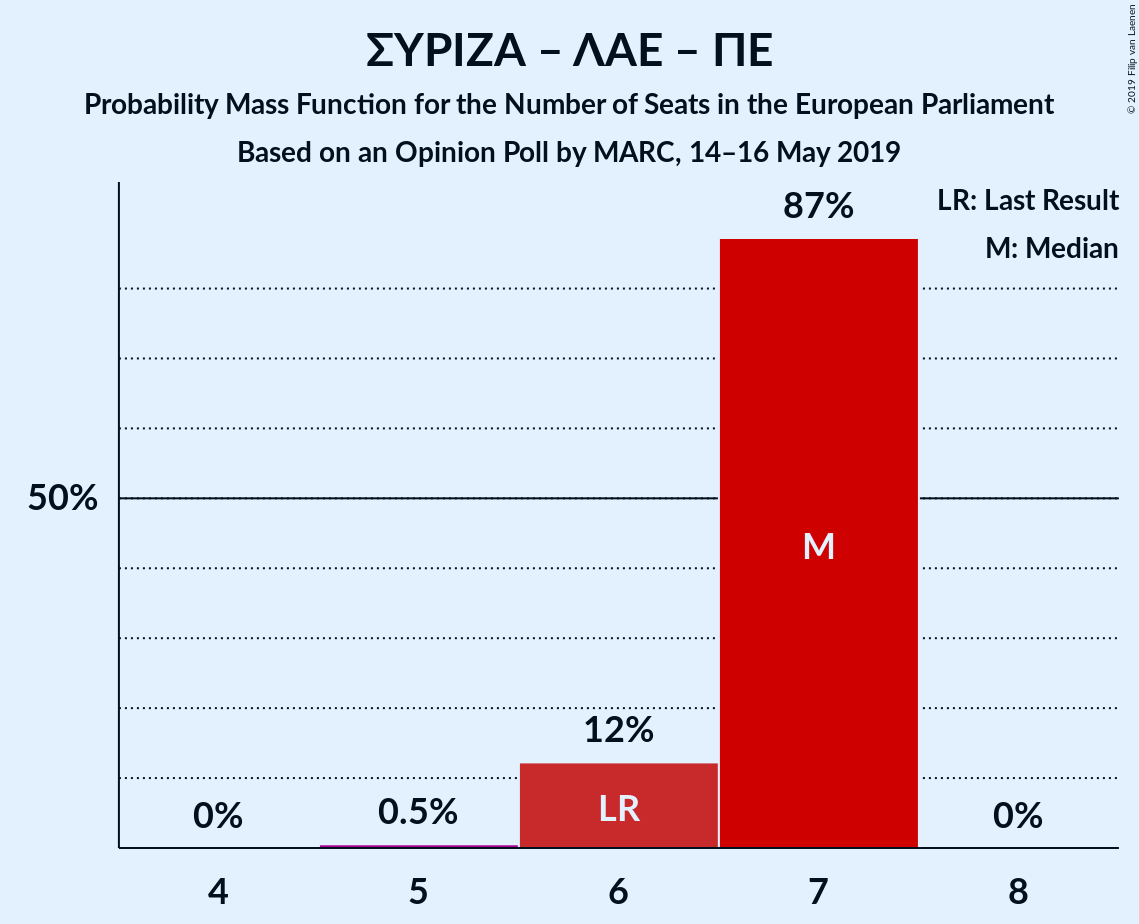 ΣΥΡΙΖΑ – ΛΑΕ – ΠΕ
Probability Mass Function for the Number of Seats in the European Parliament
Based on an Opinion Poll by MARC, 14–16 May 2019
© 2019 Filip van Laenen
LR: Last Result
M: Median
87%
50%
M
12%
LR
0%
0.5%
0%
4
5
6
7
8